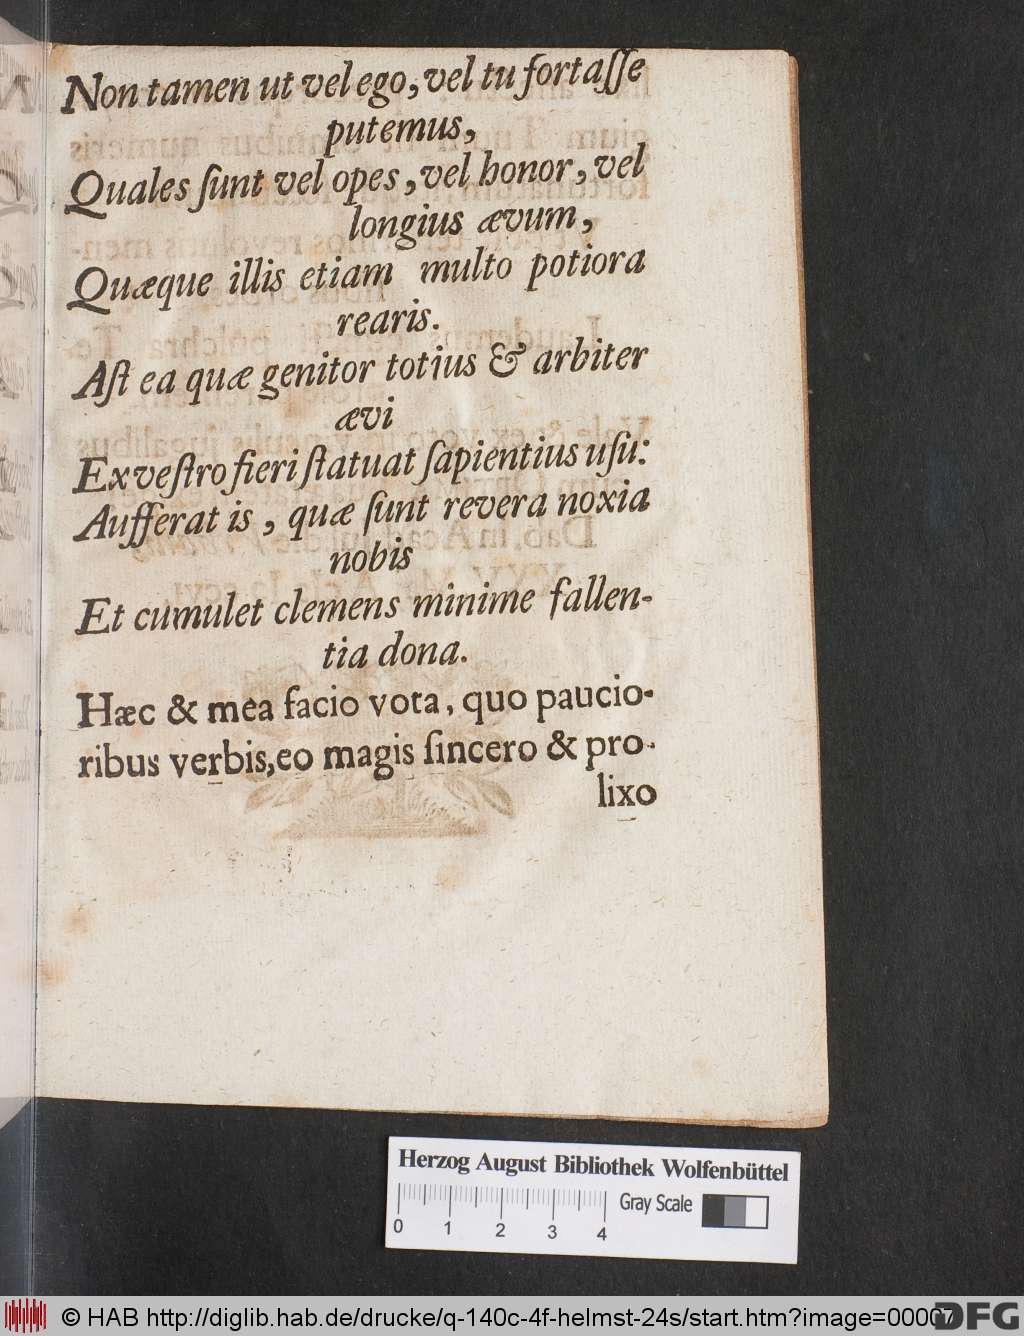 Non tamen ut vel ego, vel tu fortaſſe
putemus,
Quales ſunt vel opes, vel honor, vel
longius ævum,
Quæque illis etiam multo potiora
rearis.
Aſt ea quæ genitor totius & arbiter
ævi
Ex veſtro fieri ſtatuat ſapientius uſu:
Aufferat is, quæ ſunt revera noxia
nobis
Et cumulet clemens minime fallen-
tia dona.
Hæc & mea facio vota, quo paucio-
ribus verbis, eo magis ſincero & pro-
lixo
Herzog August Bibliothek Wolfenbüttel
Gray Scale
0 1 2 3 4
© HAB http://diglib.hab.de/drucke/q-140c-4f-helmst-24s/start.htm?image=00007
DFG